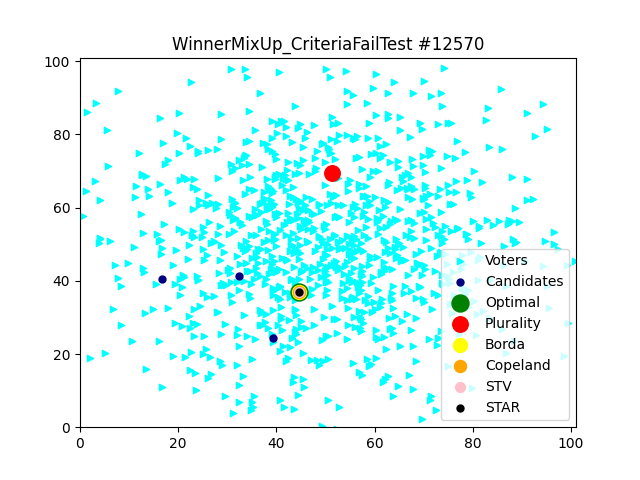 WinnerMixUp_CriteriaFailTest #12570
100
80
60
40
20
0
0
20
40
60
80
100
Voters
Candidates
Optimal
Plurality
Borda
Copeland
STV
STAR